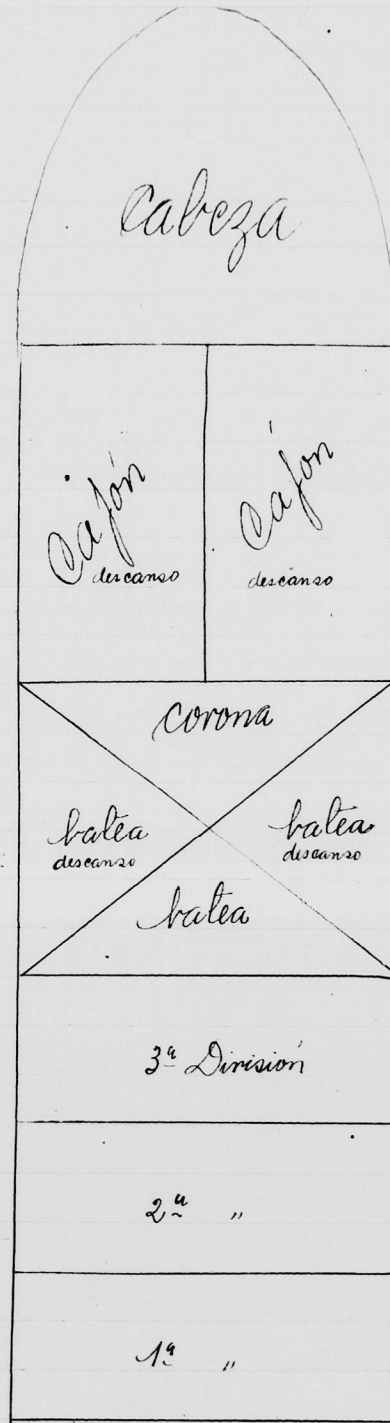 Cabeza
Cajón
descanso
Cajón
descanso
corona
batea
descanso
batea
descanso
batea
3ª División
2ª "
1ª "